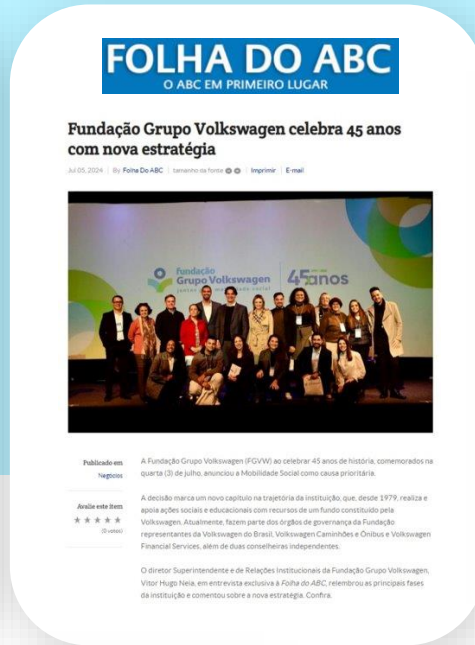 FOLHA DO ABC
O ABC EM PRIMEIRO LUGAR
Fundação Grupo Volkswagen celebra 45 anos
com nova estratégia
Jul 05, 2024 | By Folha Do ABC | tamanho da fonte | Imprimir | E-mail
fundação
Grupo Volkswagen
juntos pela mobilidade social
45 anos
Publicado em
Negócios
Avalie este item
(0 votos)
A Fundação Grupo Volkswagen (FGVW) ao celebrar 45 anos de história, comemorados na
quarta (3) de julho, anunciou a Mobilidade Social como causa prioritária.
A decisão marca um novo capítulo na trajetória da instituição, que, desde 1979, realiza e
apoia ações sociais e educacionais com recursos de um fundo constituído pela
Volkswagen. Atualmente, fazem parte dos órgãos de governança da Fundação
representantes da Volkswagen do Brasil, Volkswagen Caminhões e Ônibus e Volkswagen
Financial Services, além de duas conselheiras independentes.
O diretor Superintendente e de Relações Institucionais da Fundação Grupo Volkswagen,
Vitor Hugo Neia, em entrevista exclusiva à Folha do ABC, relembrou as principais fases
da instituição e comentou sobre a nova estratégia. Confira.